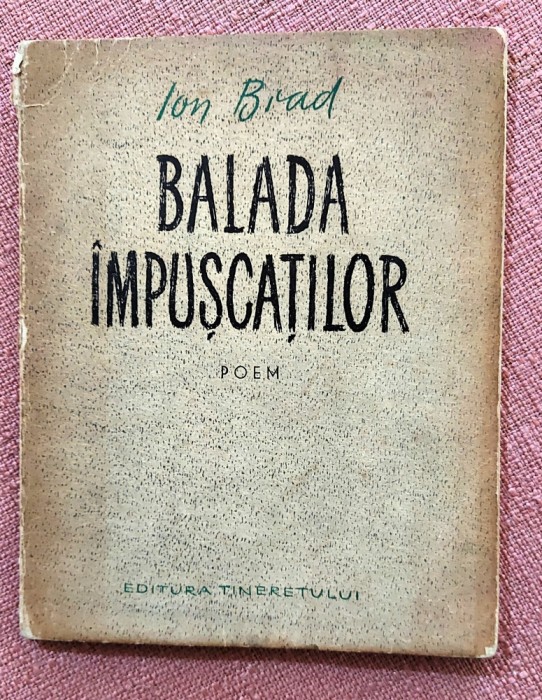 Ion Brad
BALADA
ÎMPUȘCAȚILOR
POEM
EDITURA TINERETULUI